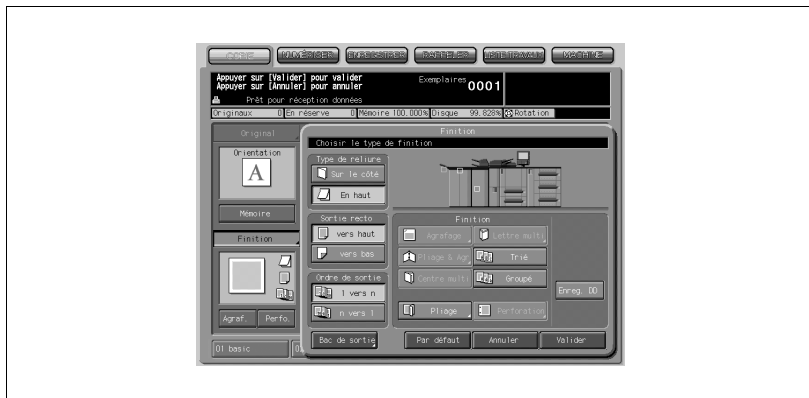 COPIE NUMÉRISER ENREGISTRER RAPPELER LISTE TRAVAUX MACHINE
Appuyer sur [Valider] pour valider
Appuyer sur [Annuler] pour annuler
Exemplaires 0001
Prêt pour réception données
Originaux 0 En réserve 0 Mémoire 100.000% Disque 99.828% Rotation
Original
Orientation
A
Mémoire
Finition
Agraf. Perfo.
01 basic
Finition
Choisir le type de finition
Type de reliure
Sur le côté
En haut
Sortie recto
vers haut
vers bas
Ordre de sortie
1 vers n
n vers 1
Finition
Agrafage Lettre multi
Pliage & Agr Trié
Centre multi Groupé
Enreg. DD
Pliage Perforation
Bac de sortie Par défaut Annuler Valider